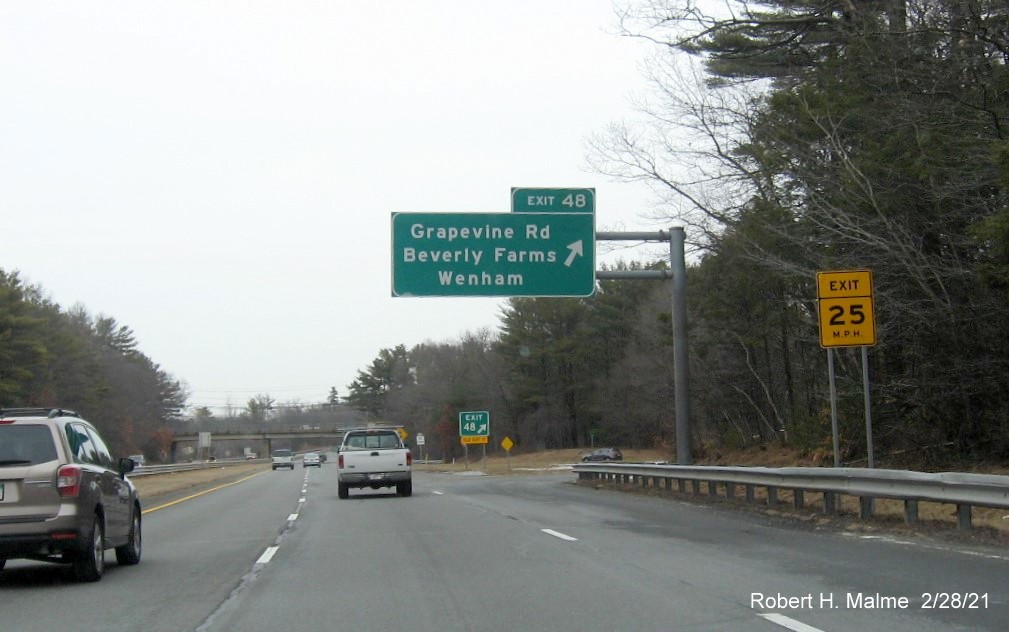 EXIT 48
Grapevine Rd
Beverly Farms
Wenham
EXIT
25
M.P.H.
EXIT
48
Robert H. Malme 2/28/21